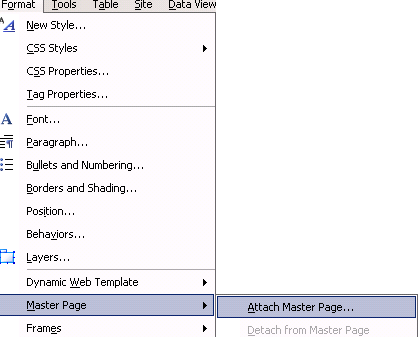 Format Tools Table Site Data View
New Style...
CSS Styles
CSS Properties...
Tag Properties...
Font...
Paragraph...
Bullets and Numbering...
Borders and Shading...
Position...
Behaviors...
Layers...
Dynamic Web Template
Master Page
Attach Master Page...
Frames
Detach from Master Page